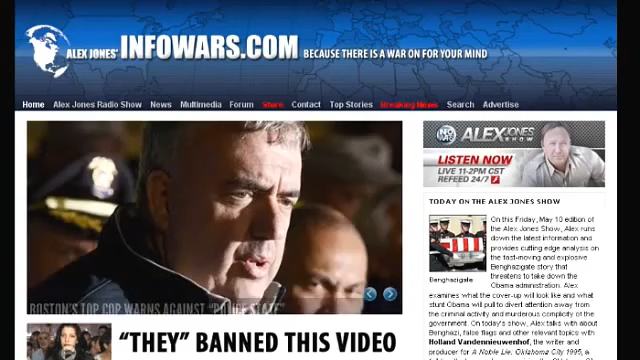 ALEX JONES' INFOWARS.COM BECAUSE THERE IS A WAR ON FOR YOUR MIND
Home Alex Jones Radio Show News Multimedia Forum Store Contact Top Stories Breaking News Search Advertise
BOSTON'S TOP COP WARNS AGAINST "POLICE STATE"
"THEY" BANNED THIS VIDEO
ALEX JONES SHOW
LISTEN NOW
LIVE 11-2PM CST
REFEED 24/7
TODAY ON THE ALEX JONES SHOW
Benghazigate
On this Friday, May 10 edition of
the Alex Jones Show, Alex runs
down the latest information and
provides cutting edge analysis on
the fast-moving and explosive
Benghazigate story that
threatens to take down the
Obama administration. Alex
examines what the cover-up will look like and what
stunt Obama will pull to divert attention away from
the criminal activity and murderous complicity of the
government. On today's show, Alex talks with about
Benghazi, false flags and other relevant topics with
Holland Vandennieuwenhof, the writer and
producer for A Noble Lie, Oklahoma City 1995, a